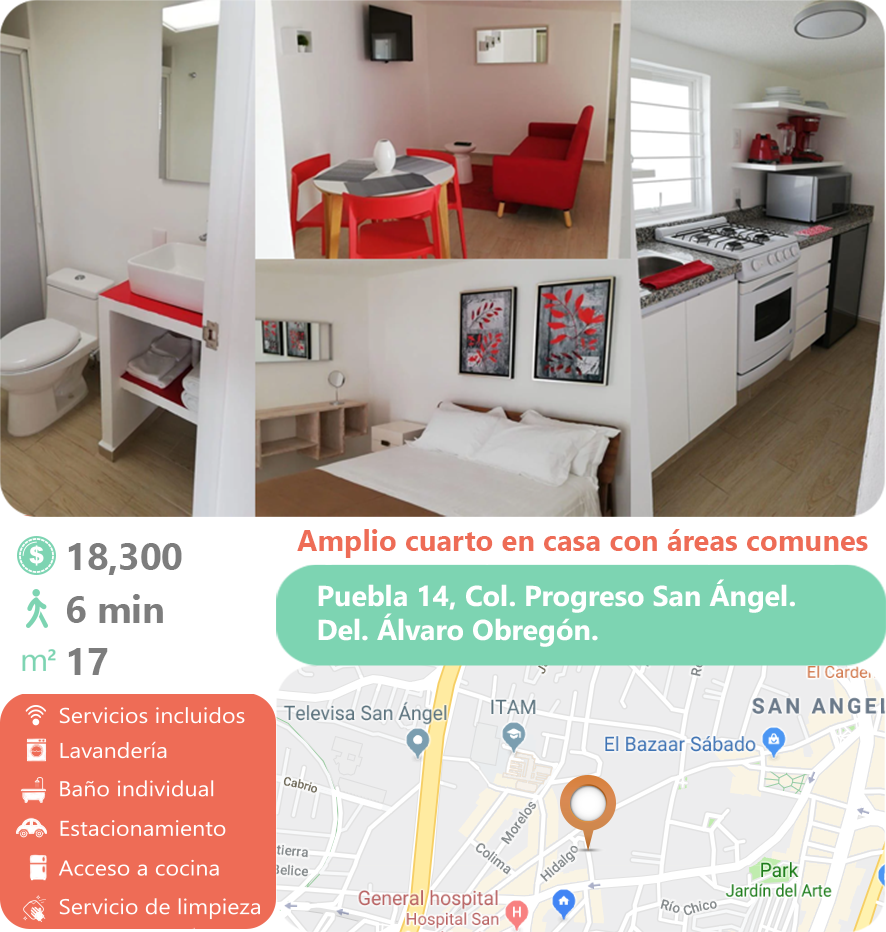 $ 18,300
6 min
m² 17
Amplio cuarto en casa con áreas comunes
Puebla 14, Col. Progreso San Ángel.
Del. Álvaro Obregón.
Servicios incluidos
Lavandería
Baño individual
Estacionamiento
Acceso a cocina
Servicio de limpieza
El Carde
SAN ANGEL
Televisa San Ángel
ITAM
El Bazaar Sábado
Cabrio
Morelos
Colima
Hidalgo
tierra
Belice
Park
Jardín del Arte
General hospital
Hospital San
H
Río Chico